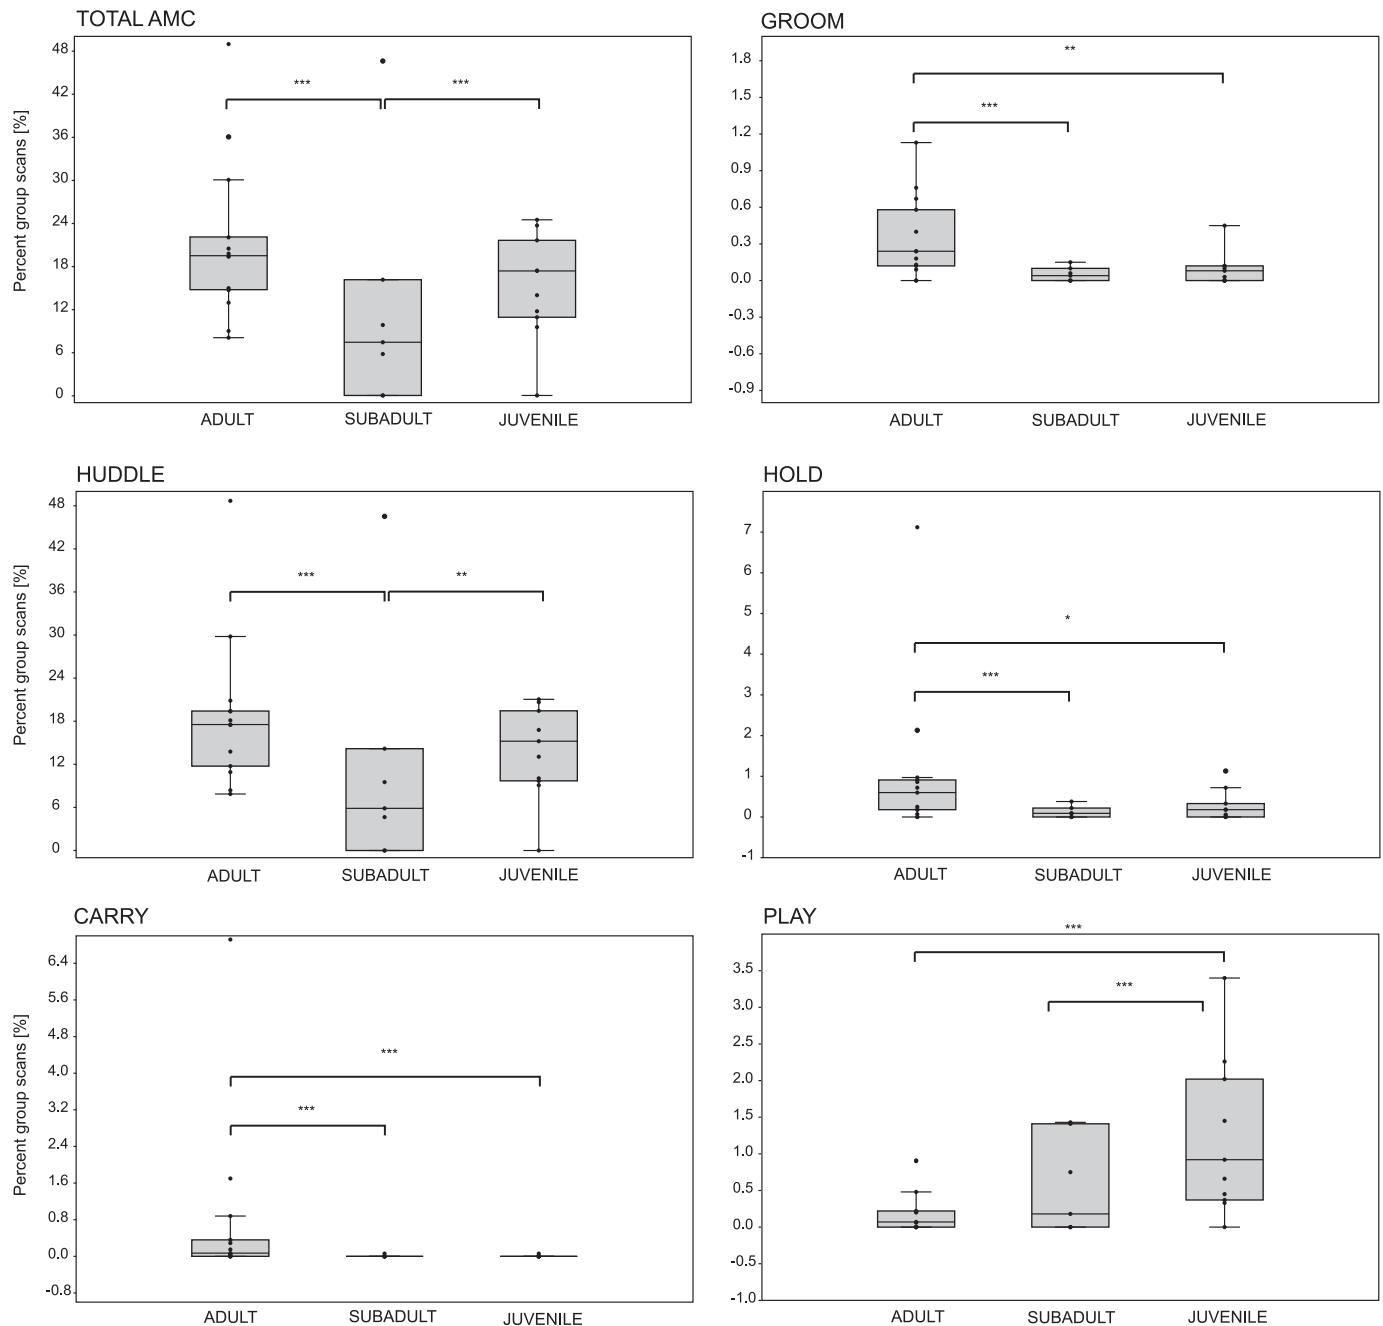 TOTAL AMC
Percent group scans [%]
48
42
36
30
24
18
12
6
0
***
***
ADULT
SUBADULT
JUVENILE
GROOM
1.8
1.5
1.2
0.9
0.6
0.3
0.0
-0.3
-0.6
-0.9
**
***
ADULT
SUBADULT
JUVENILE
HUDDLE
Percent group scans [%]
48
42
36
30
24
18
12
6
0
***
**
ADULT
SUBADULT
JUVENILE
HOLD
7
6
5
4
3
2
1
0
-1
*
***
ADULT
SUBADULT
JUVENILE
CARRY
Percent group scans [%]
6.4
5.6
4.8
4.0
3.2
2.4
1.6
0.8
0.0
-0.8
***
***
ADULT
SUBADULT
JUVENILE
PLAY
3.5
3.0
2.5
2.0
1.5
1.0
0.5
0.0
-0.5
-1.0
***
***
ADULT
SUBADULT
JUVENILE